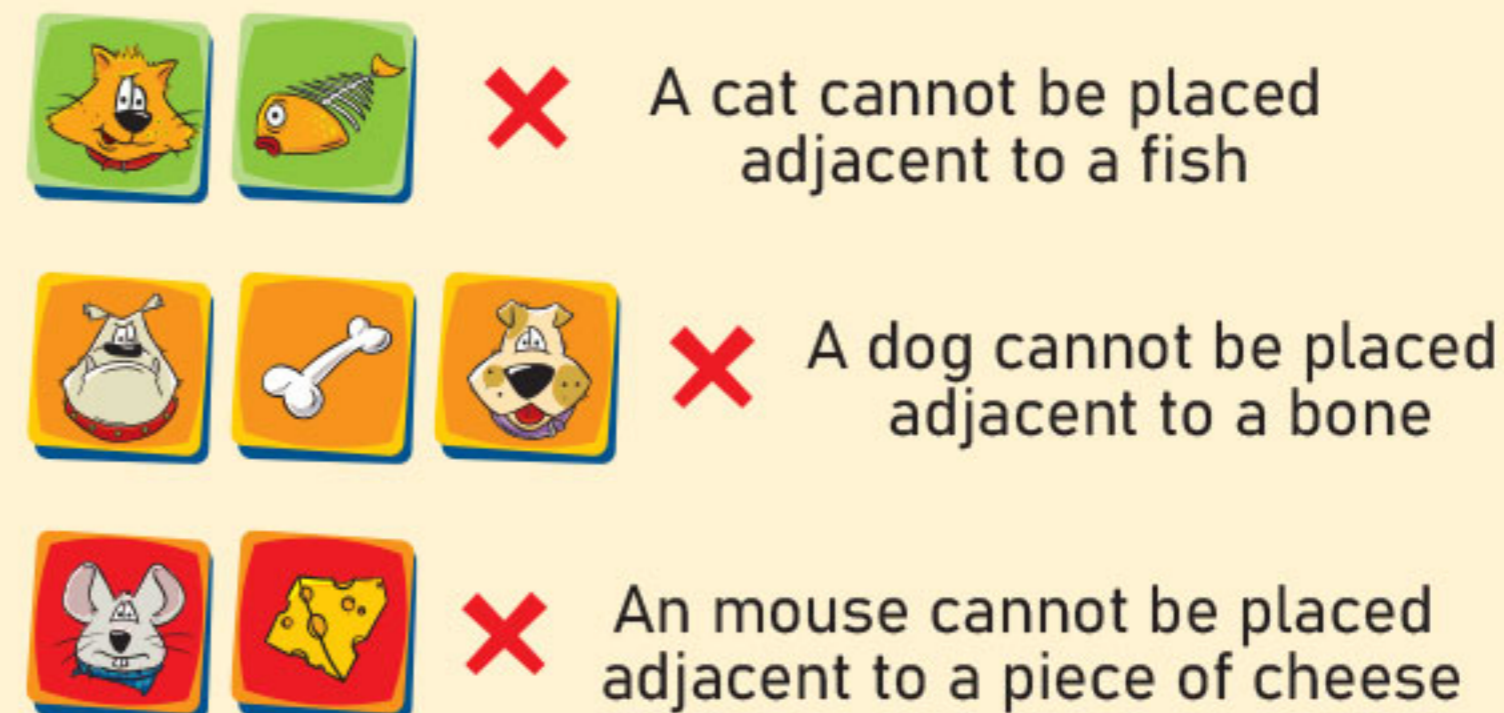 A cat cannot be placed
adjacent to a fish
A dog cannot be placed
adjacent to a bone
An mouse cannot be placed
adjacent to a piece of cheese